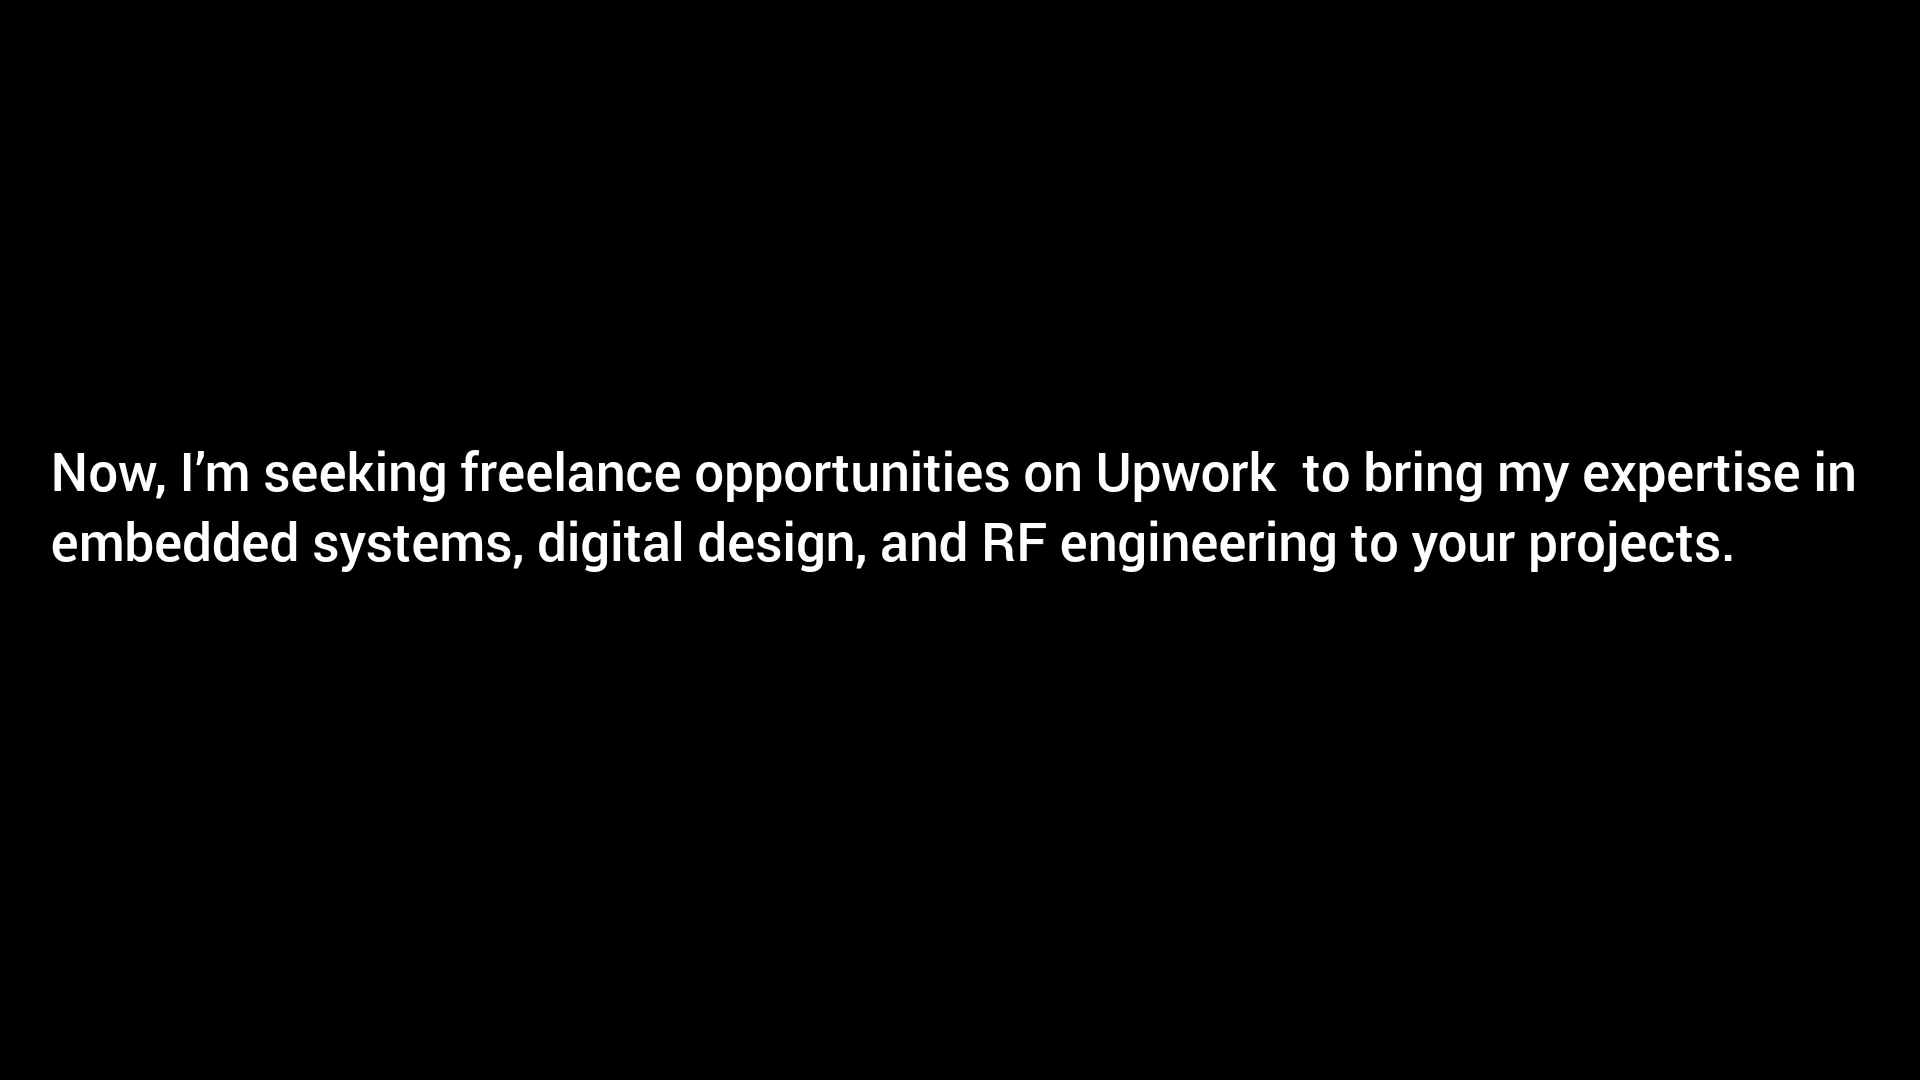 Now, I’m seeking freelance opportunities on Upwork  to bring my expertise in
embedded systems, digital design, and RF engineering to your projects.